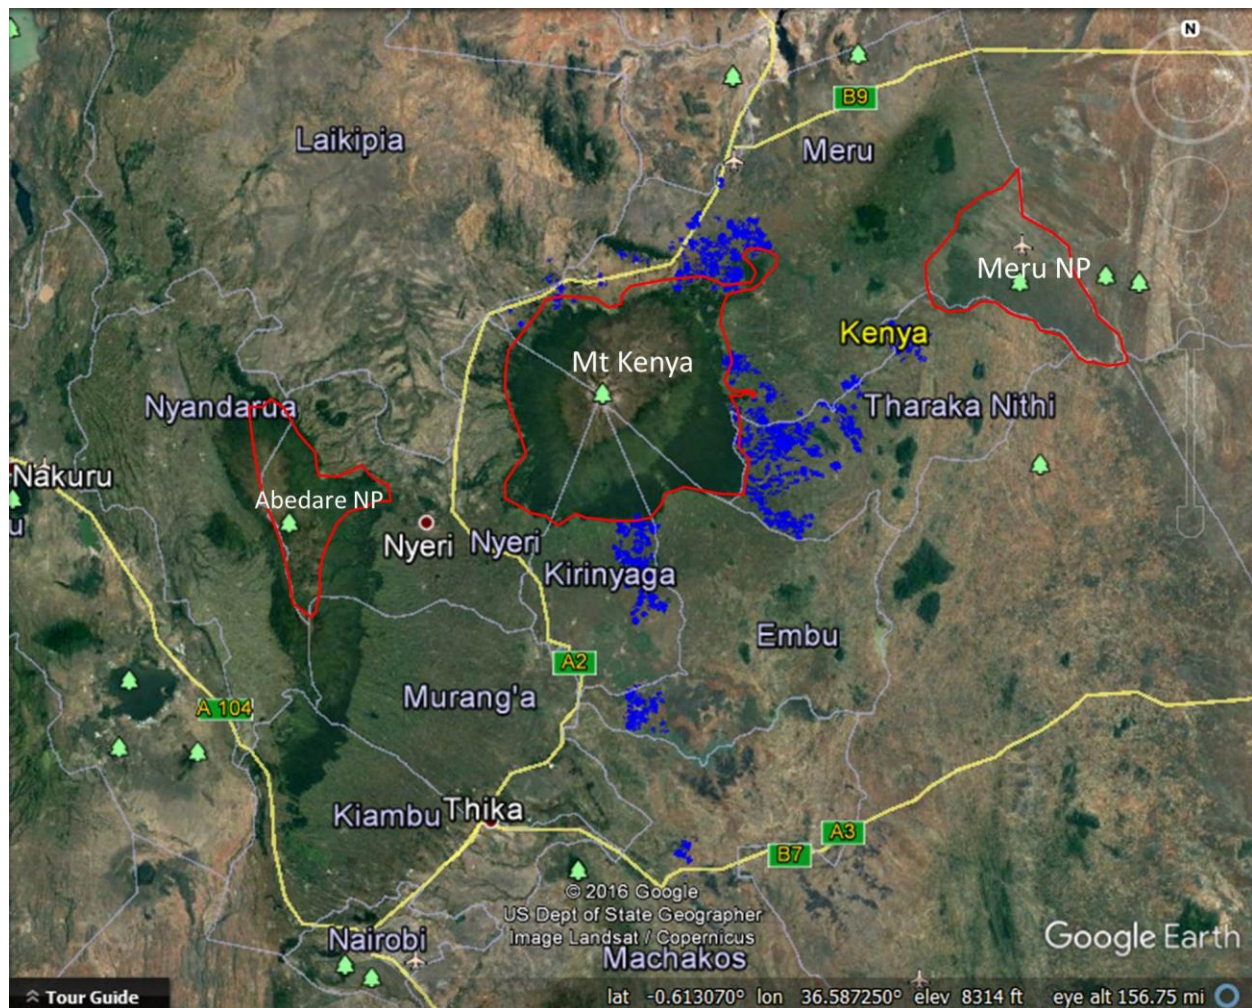 N
B9
Laikipia
Meru
Meru NP
Kenya
Mt Kenya
Nyandarua
Tharaka Nithi
Nakuru
u
Abedare NP
Nyeri
Nyeri
Kirinyaga
Embu
A2
Murang'a
A 104
Kiambu
Thika
A3
B7
© 2016 Google
US Dept of State Geographer
Image Landsat / Copernicus
Google Earth
Nairobi
Machakos
Tour Guide
lat -0.613070° lon 36.587250° elev 8314 ft eye alt 156.75 mi